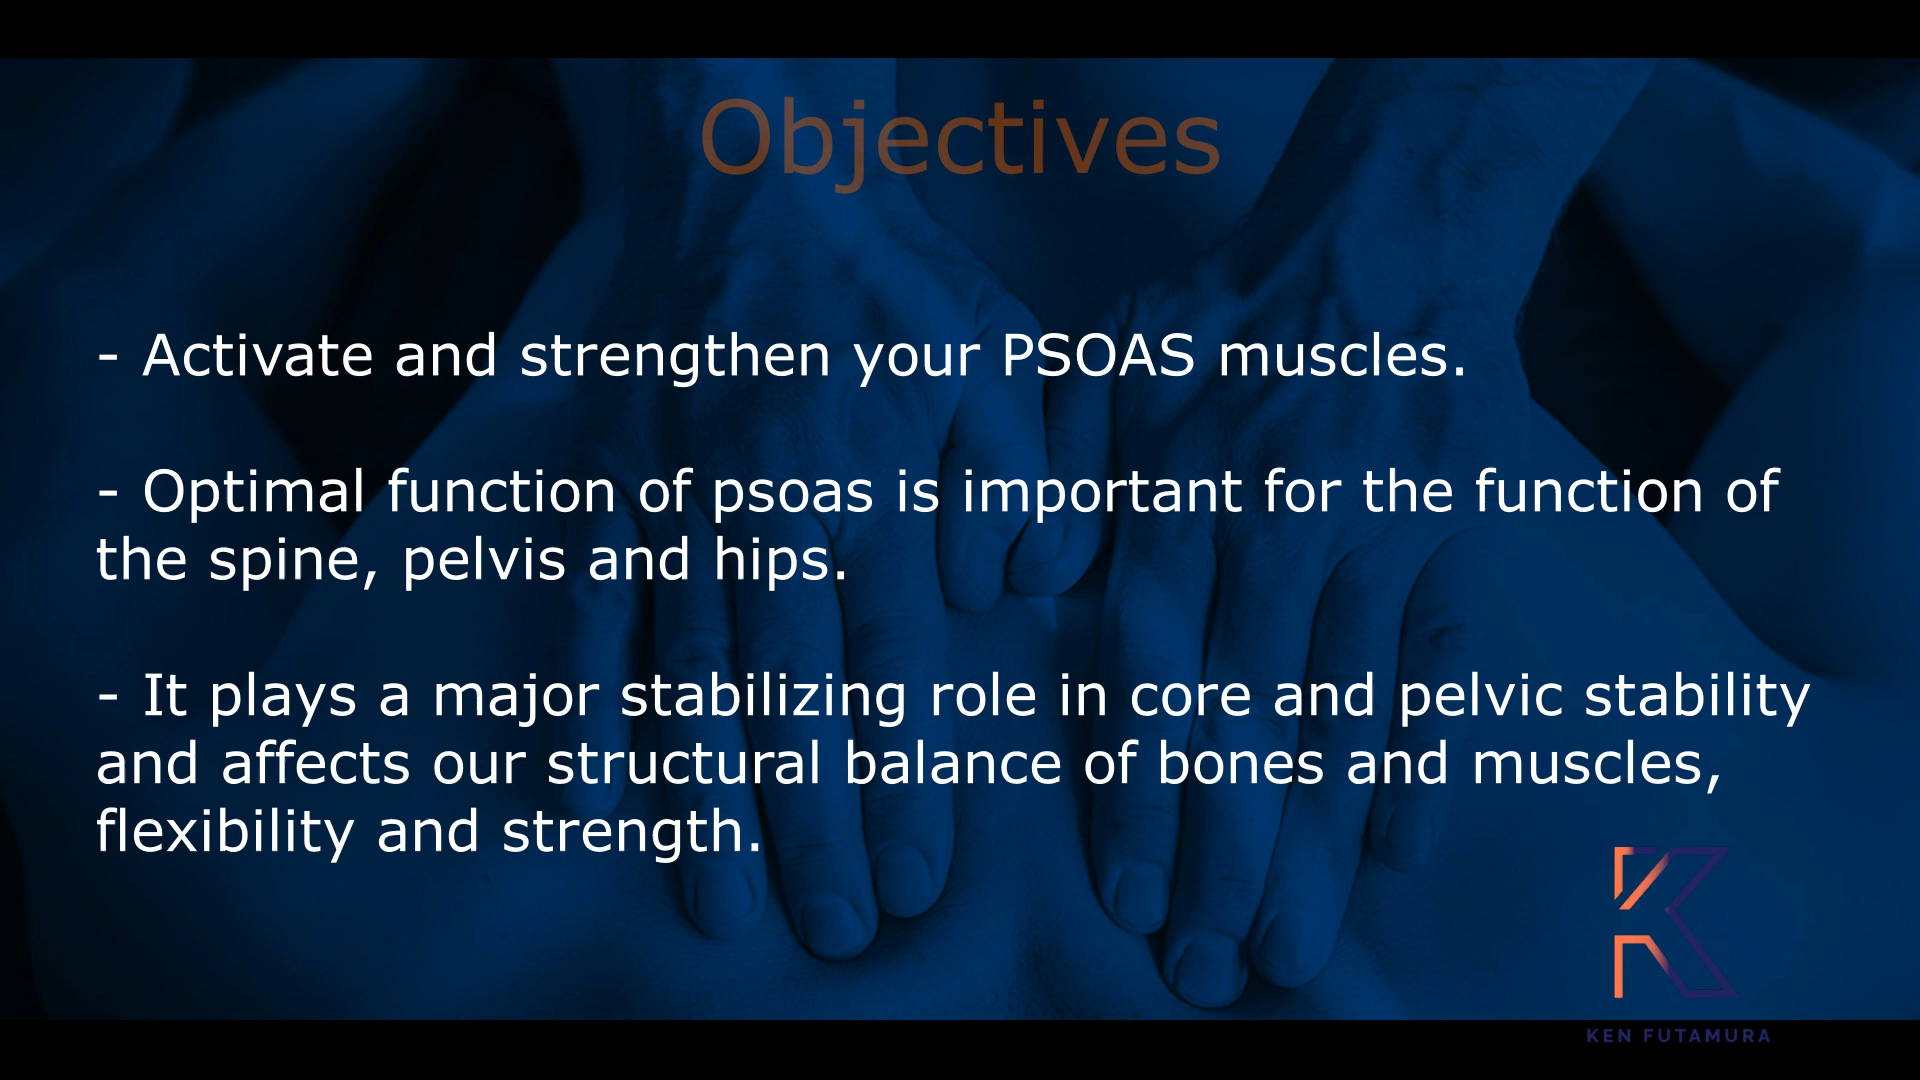 Objectives
- Activate and strengthen your PSOAS muscles.
- Optimal function of psoas is important for the function of
the spine, pelvis and hips.
- It plays a major stabilizing role in core and pelvic stability
and affects our structural balance of bones and muscles,
flexibility and strength.
KEN FUTAMURA